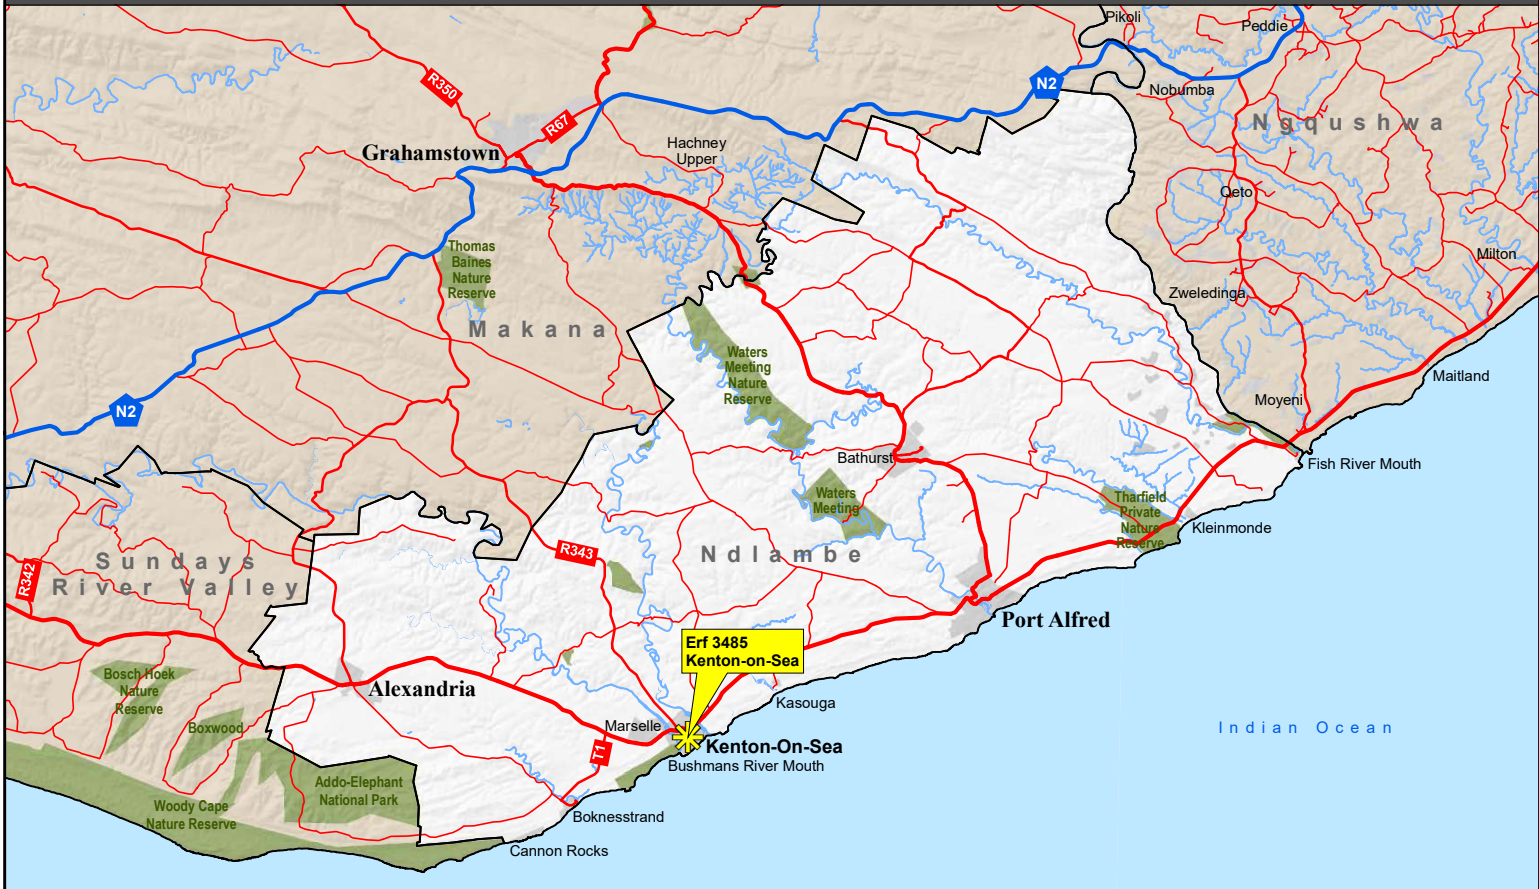 Pikoli
Peddie
R350
N2
Nobumba
R67
Ngqushwa
Grahamstown
Hachney
Upper
Qeto
Thomas
Baines
Nature
Reserve
Milton
Zweledinga
Makana
Waters
Meeting
Nature
Reserve
Maitland
N2
Moyeni
Bathurst
Fish River Mouth
Waters
Meeting
Tharfield
Private
Nature
Reserve
Kleinmonde
R343
Ndlambe
Sundays
River Valley
R342
Port Alfred
Erf 3485
Kenton-on-Sea
Bosch Hoek
Nature
Reserve
Alexandria
Kasouga
Boxwood
Marselle
Indian Ocean
T1
Kenton-On-Sea
Bushmans River Mouth
Addo-Elephant
National Park
Woody Cape
Nature Reserve
Boknesstrand
Cannon Rocks